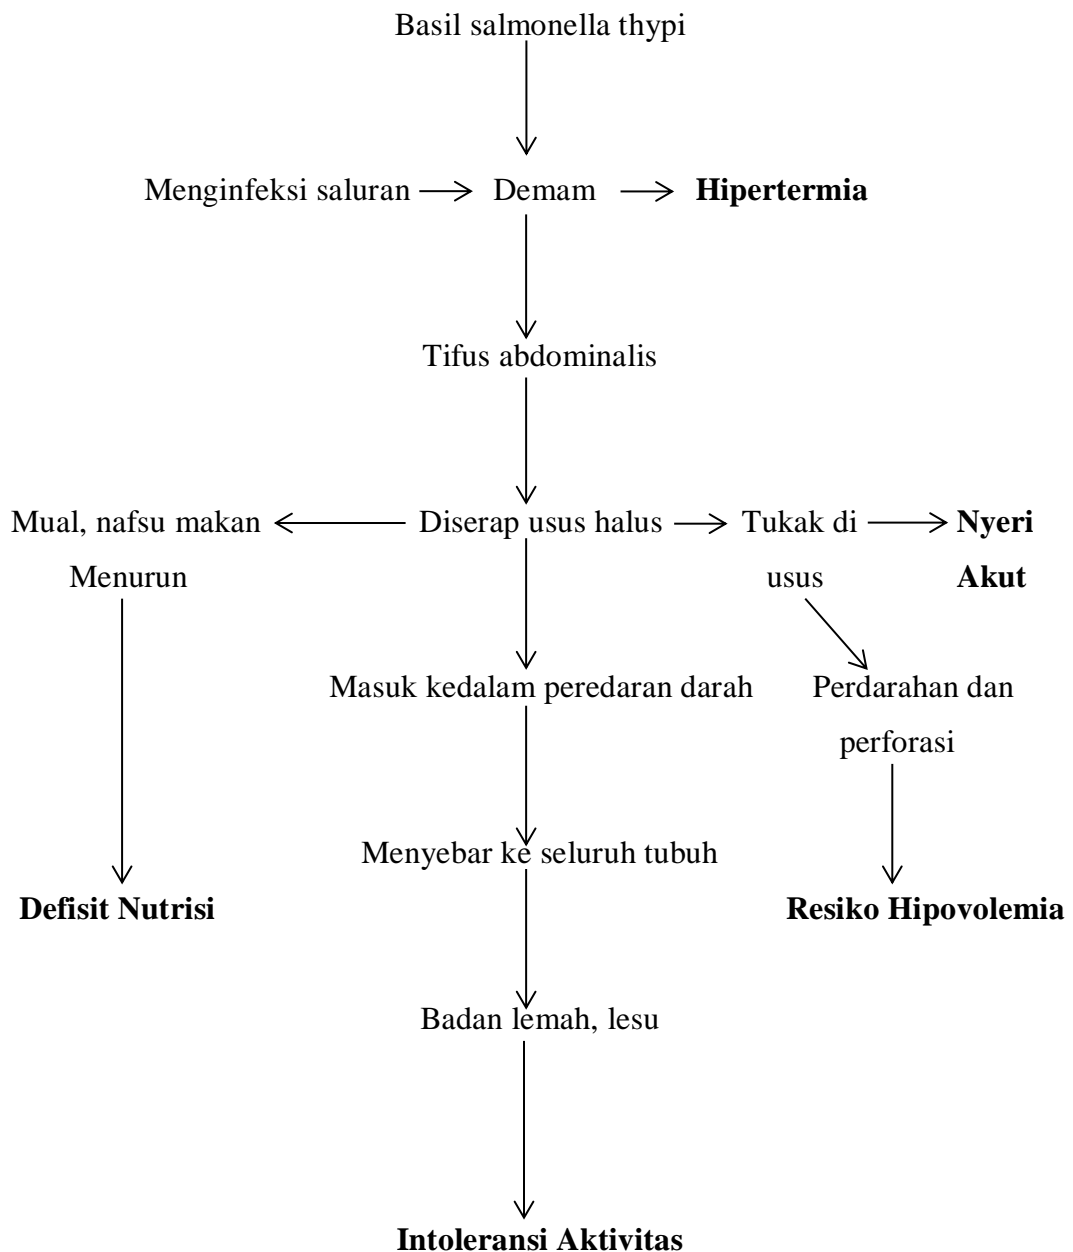 Basil salmonella thypi
Menginfeksi saluran Demam Hipertermia
Tifus abdominalis
Mual, nafsu makan Diserap usus halus Tukak di Nyeri
Menurun usus Akut
Masuk kedalam peredaran darah Perdarahan dan
perforasi
Menyebar ke seluruh tubuh
Defisit Nutrisi Resiko Hipovolemia
Badan lemah, lesu
Intoleransi Aktivitas